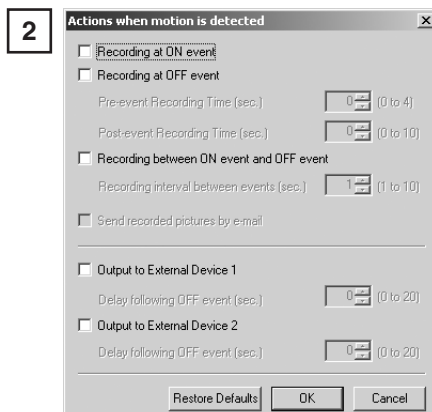 2
Actions when motion is detected
Recording at ON event
Recording at OFF event
Pre-event Recording Time (sec.) 0 (0 to 4)
Post-event Recording Time (sec.) 0 (0 to 10)
Recording between ON event and OFF event
Recording interval between events (sec.) 1 (1 to 10)
Send recorded pictures by e-mail
Output to External Device 1
Delay following OFF event (sec.) 0 (0 to 20)
Output to External Device 2
Delay following OFF event (sec.) 0 (0 to 20)
Restore Defaults OK Cancel